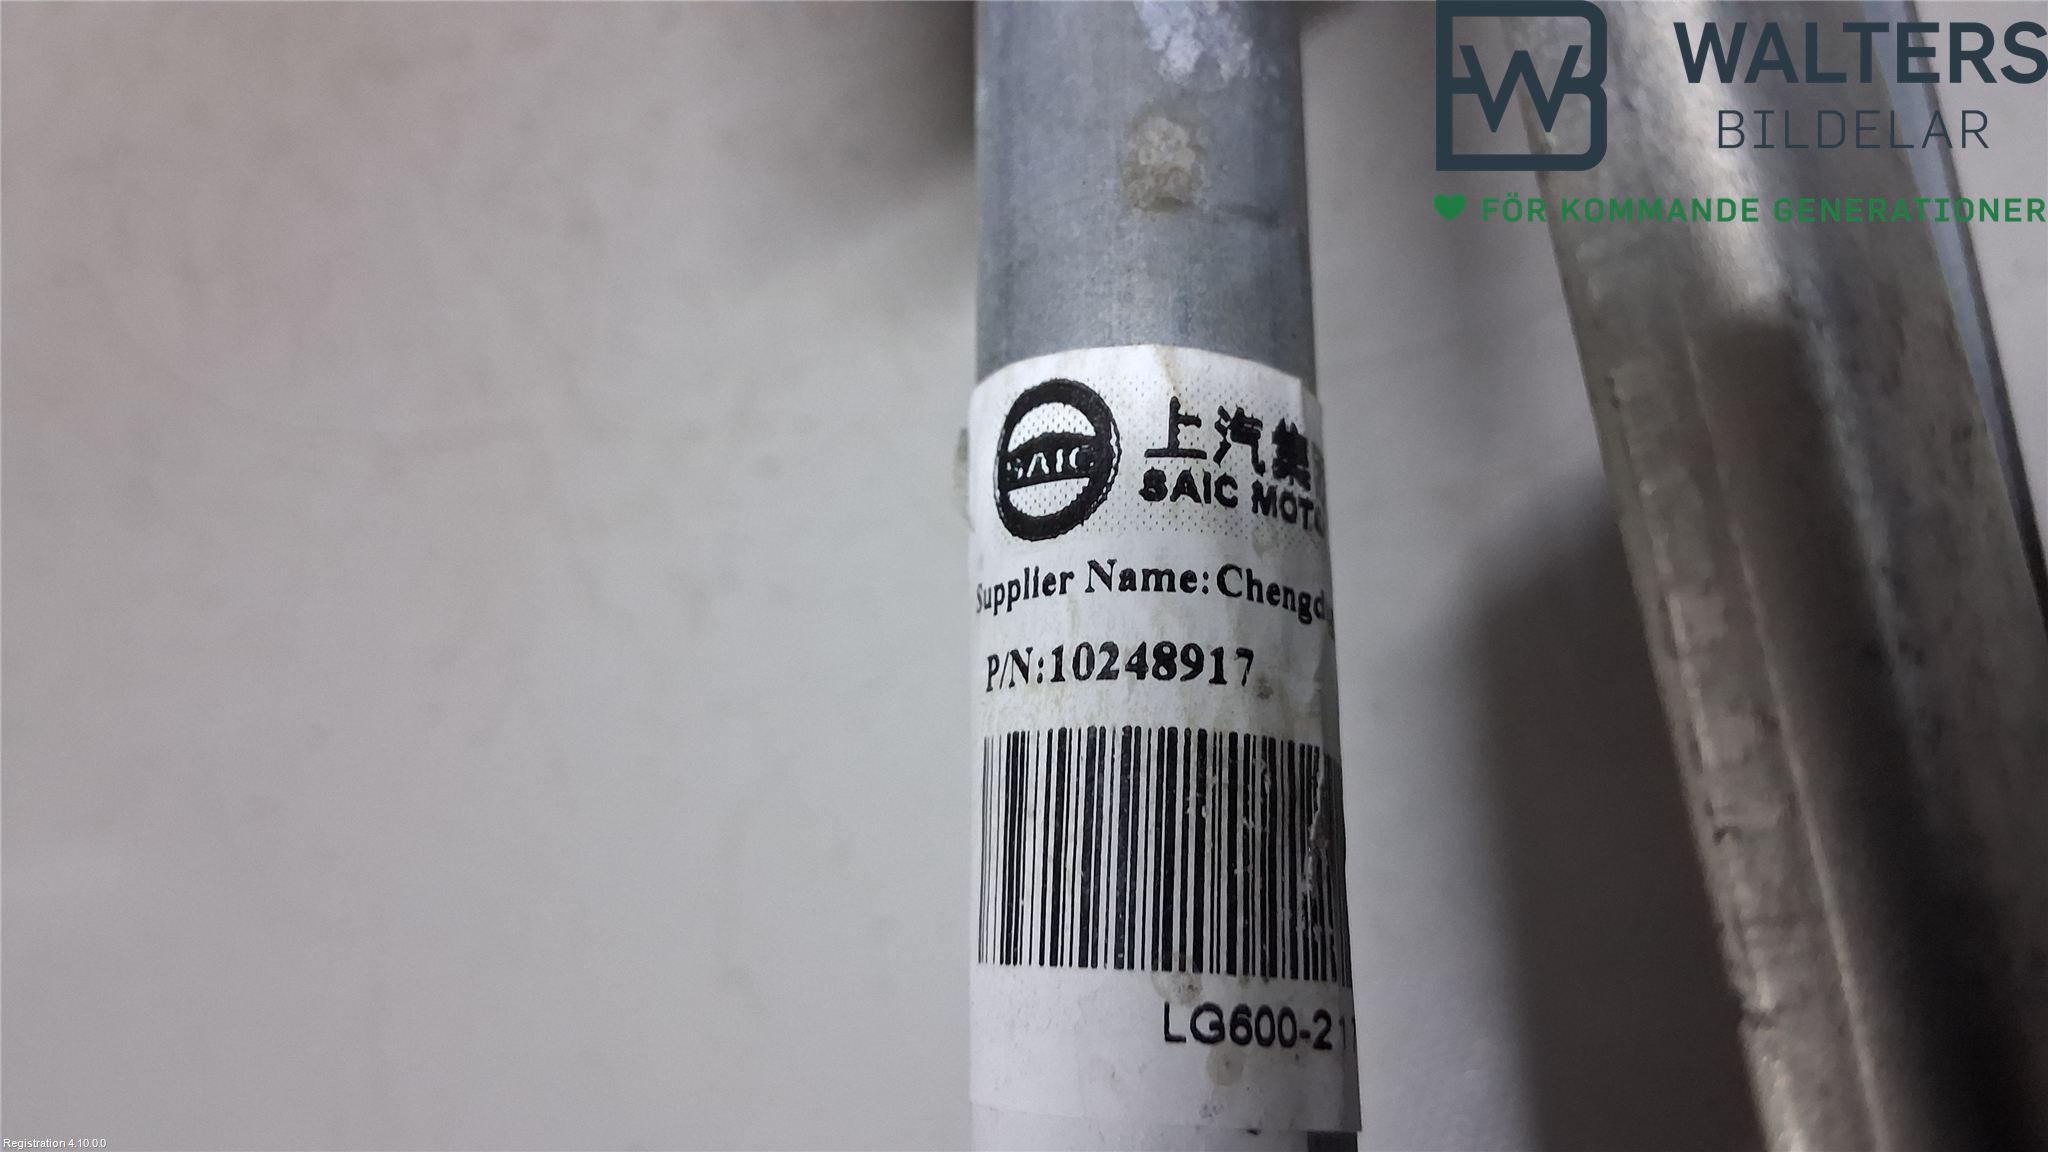 WALTERS
BILDELAR
FÖR KOMMANDE GENERATIONER
SAIC
上汽集
SAIC MOTO
Supplier Name:Chengd
P/N:10248917
LG600-21
Registration 4.10.0.0